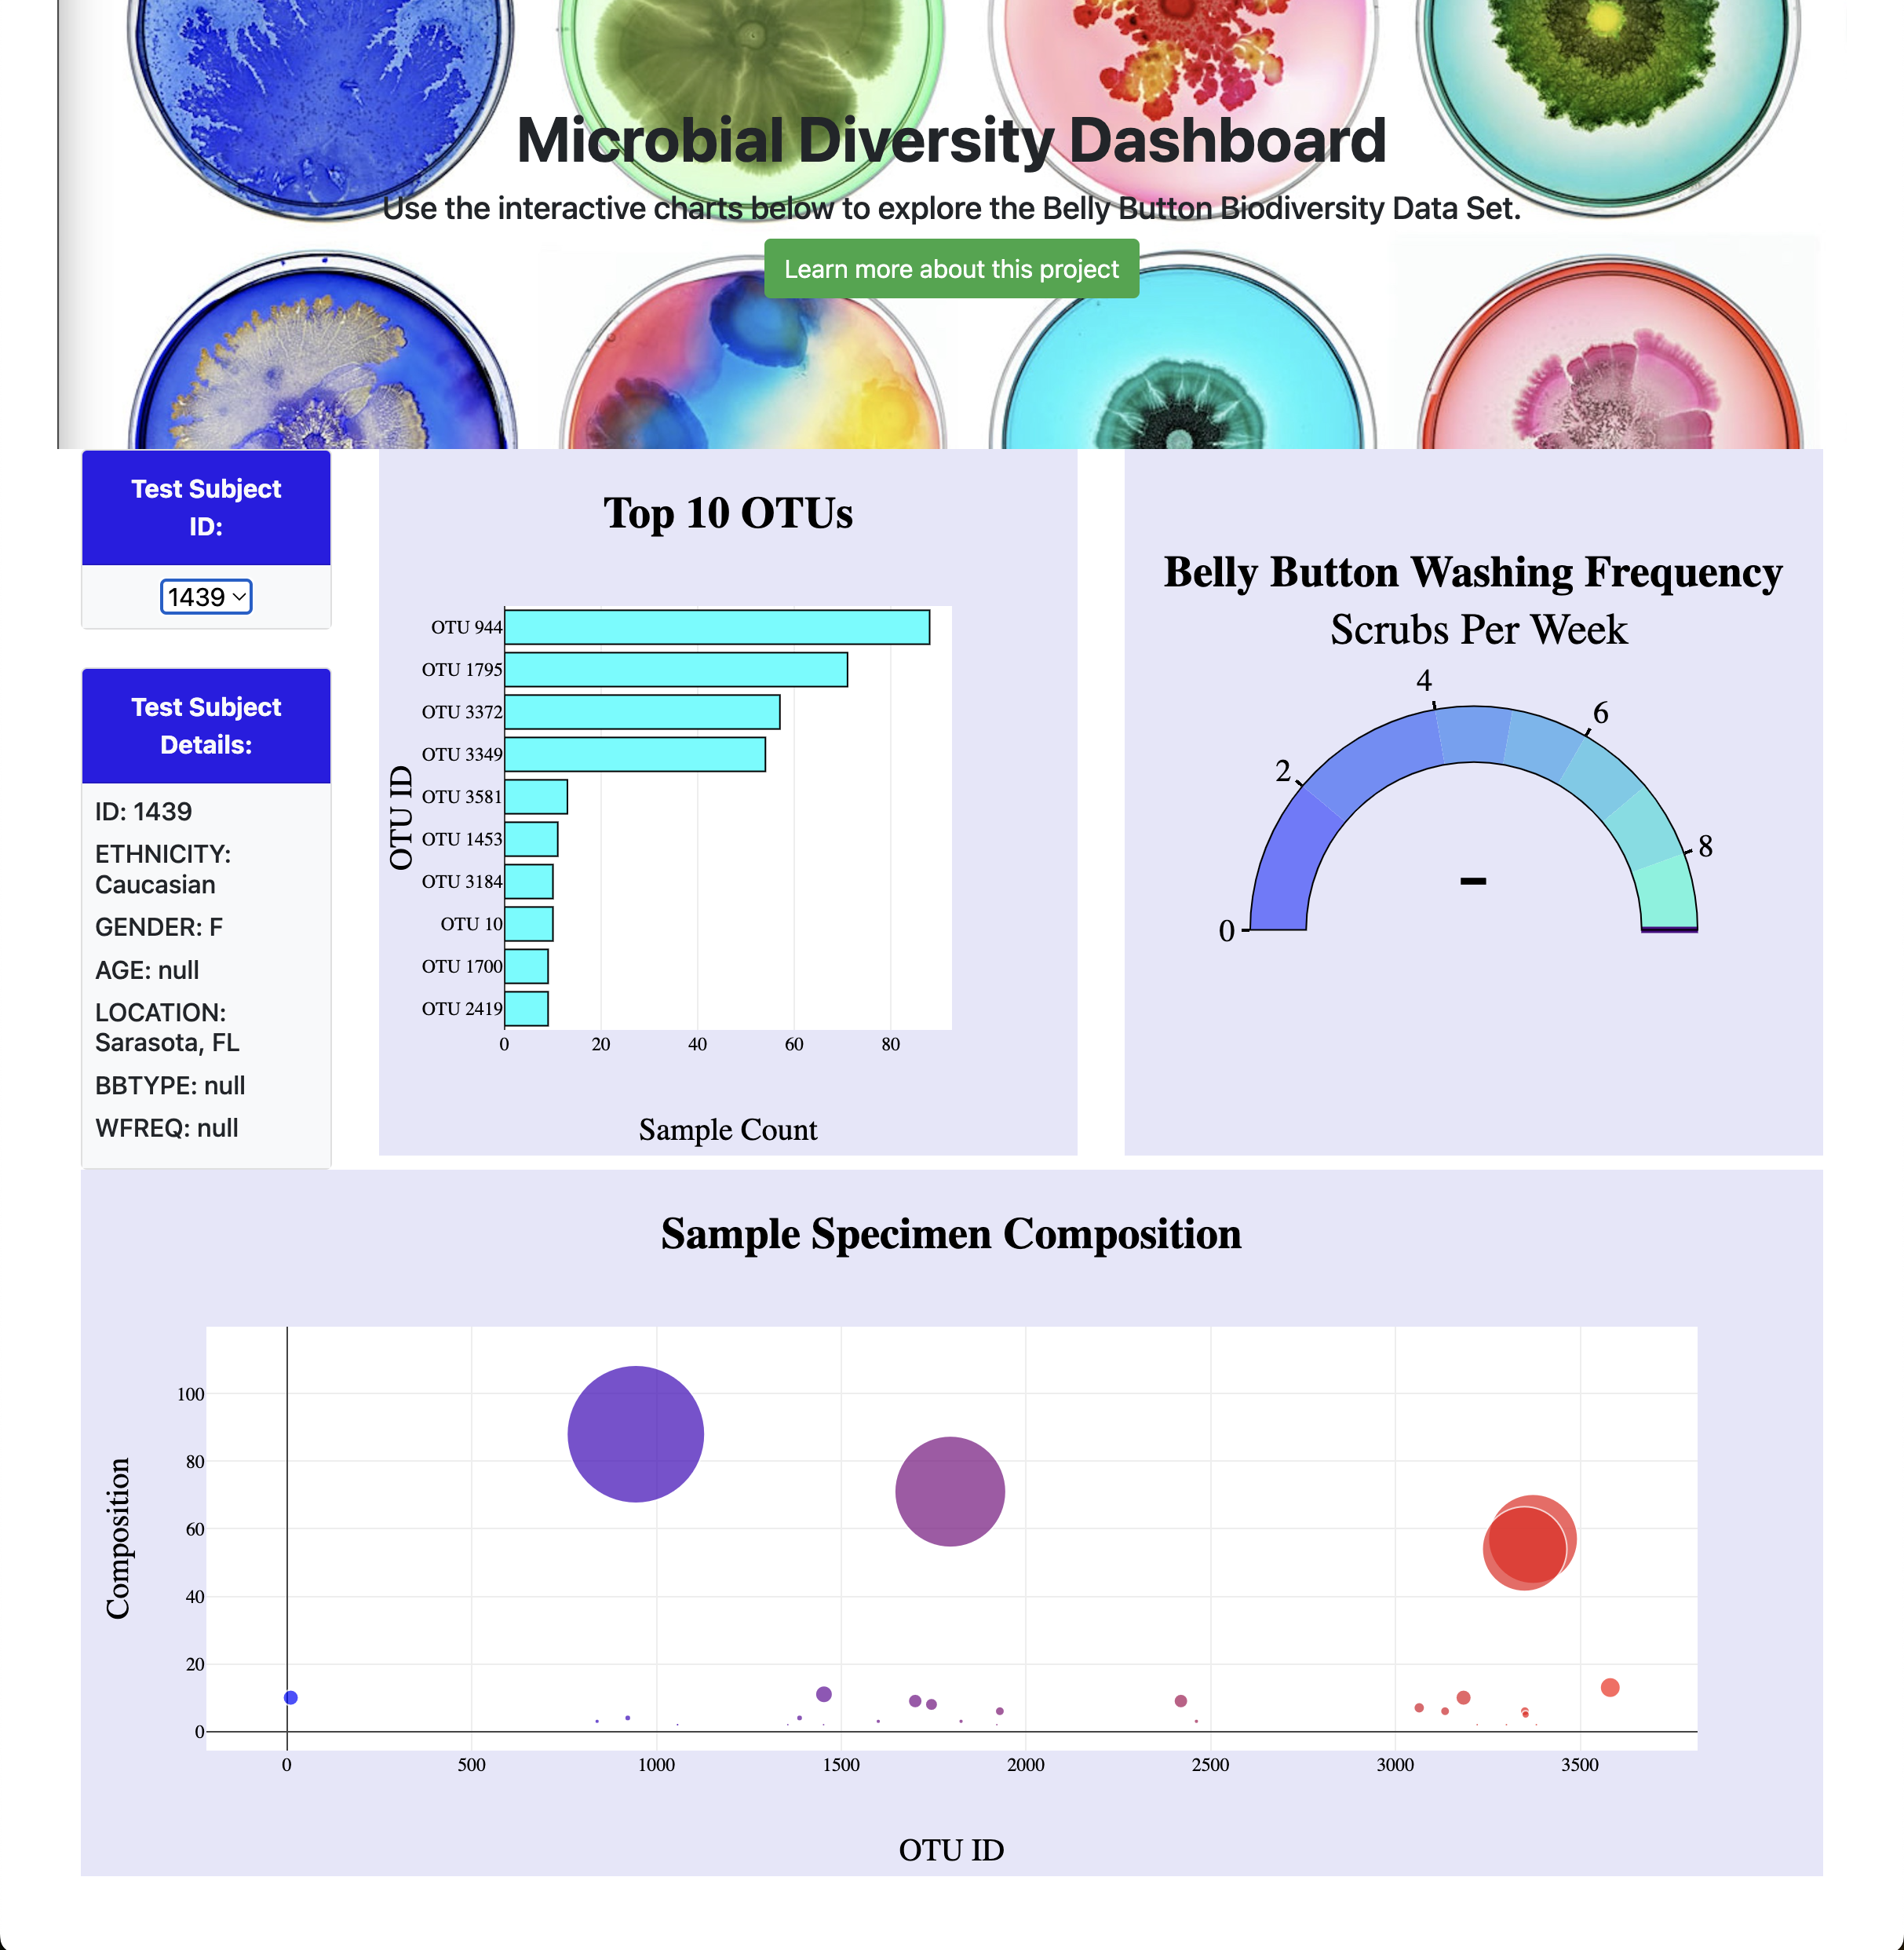 Microbial Diversity Dashboard
Use the interactive charts below to explore the Belly Button Biodiversity Data Set.
Learn more about this project
Test Subject
ID:
1439
Test Subject
Details:
ID: 1439
ETHNICITY:
Caucasian
GENDER: F
AGE: null
LOCATION:
Sarasota, FL
BBTYPE: null
WFREQ: null
Top 10 OTUs
OTU ID
OTU 944
OTU 1795
OTU 3372
OTU 3349
OTU 3581
OTU 1453
OTU 3184
OTU 10
OTU 1700
OTU 2419
0 20 40 60 80
Sample Count
Belly Button Washing Frequency
Scrubs Per Week
0
2
4
6
8
–
Sample Specimen Composition
Composition
100
80
60
40
20
0
0 500 1000 1500 2000 2500 3000 3500
OTU ID